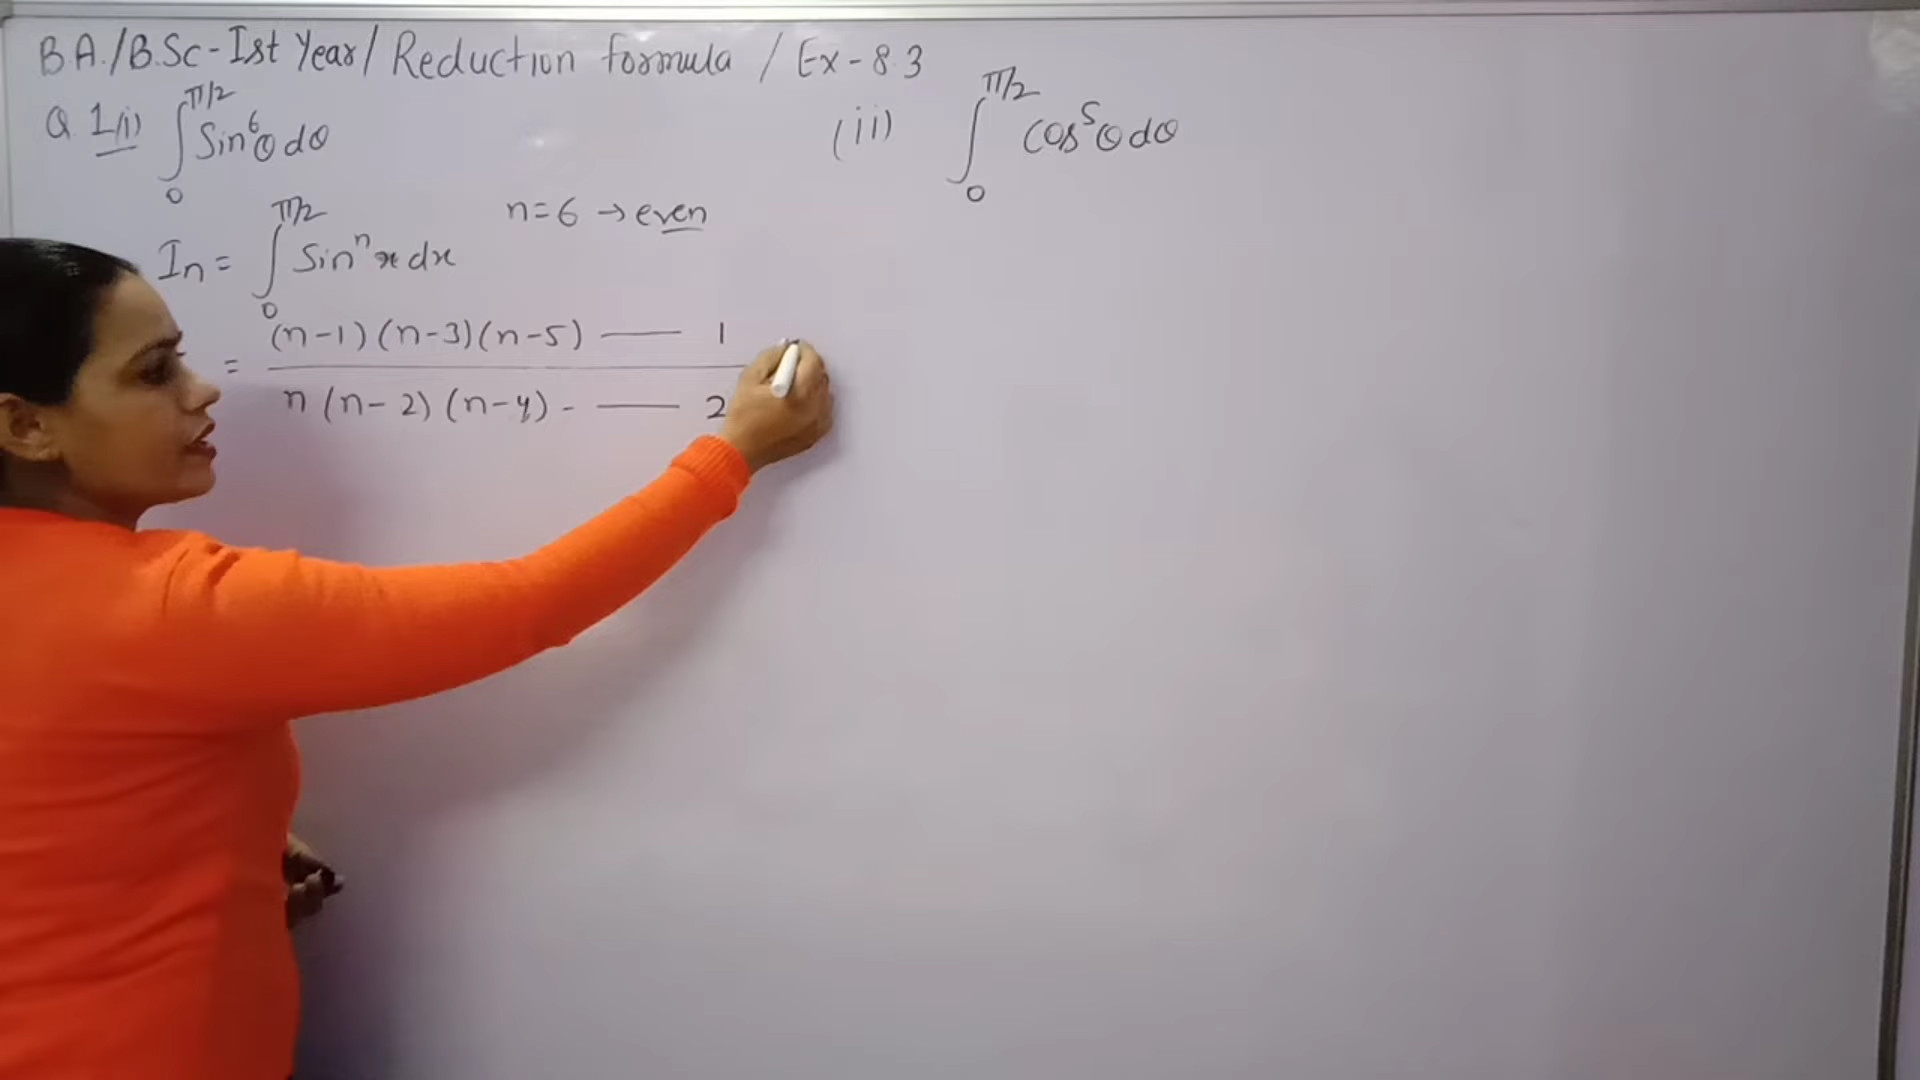 BA./B.Sc - Ist Year / Reduction formula / Ex - 8.3
Q 1(i) ∫₀^{π/2} Sin⁶θ dθ
(ii) ∫₀^{π/2} Cos⁵θ dθ
n = 6 → even
Iₙ = ∫₀^{π/2} Sinⁿx dx
= (n-1)(n-3)(n-5) —— 1
n(n-2)(n-4) - —— 2